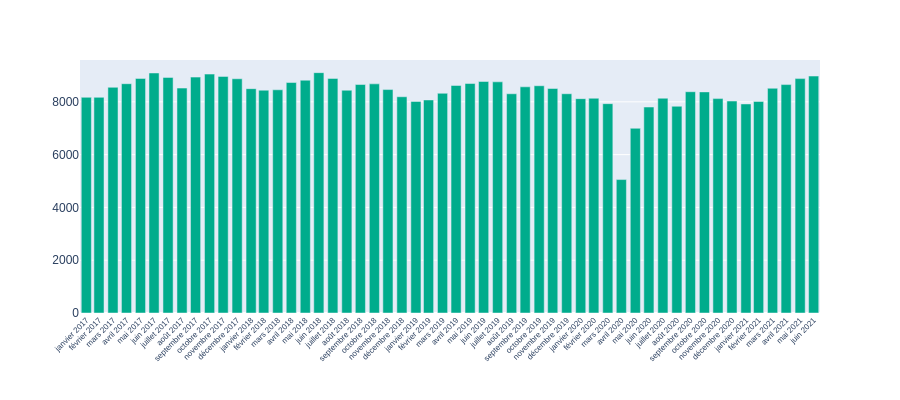 8000
6000
4000
2000
0
janvier 2017
février 2017
mars 2017
avril 2017
mai 2017
juin 2017
juillet 2017
août 2017
septembre 2017
octobre 2017
novembre 2017
décembre 2017
janvier 2018
février 2018
mars 2018
avril 2018
mai 2018
juin 2018
juillet 2018
août 2018
septembre 2018
octobre 2018
novembre 2018
décembre 2018
janvier 2019
février 2019
mars 2019
avril 2019
mai 2019
juin 2019
juillet 2019
août 2019
septembre 2019
octobre 2019
novembre 2019
décembre 2019
janvier 2020
février 2020
mars 2020
avril 2020
mai 2020
juin 2020
juillet 2020
août 2020
septembre 2020
octobre 2020
novembre 2020
décembre 2020
janvier 2021
février 2021
mars 2021
avril 2021
mai 2021
juin 2021